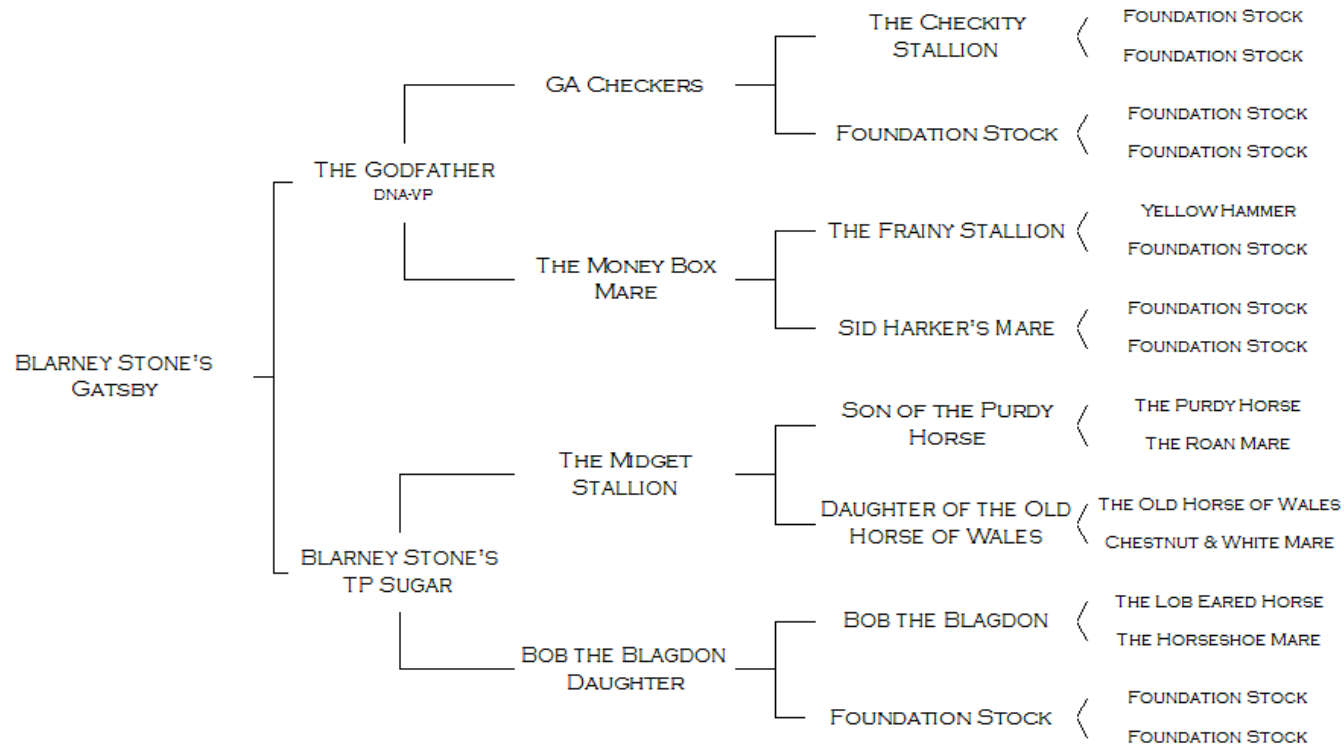 Blarney Stone's
Gatsby
The Godfather
DNA-VP
Blarney Stone's
TP Sugar
GA Checkers
The Money Box
Mare
The Midget
Stallion
Bob the Blagdon
Daughter
The Checkity
Stallion
Foundation Stock
The Frainy Stallion
Sid Harker's Mare
Son of the Purdy
Horse
Daughter of the Old
Horse of Wales
Bob the Blagdon
Foundation Stock
Foundation Stock
Foundation Stock
Foundation Stock
Foundation Stock
Yellow Hammer
Foundation Stock
Foundation Stock
Foundation Stock
The Purdy Horse
The Roan Mare
The Old Horse of Wales
Chestnut & White Mare
The Lob Eared Horse
The Horseshoe Mare
Foundation Stock
Foundation Stock